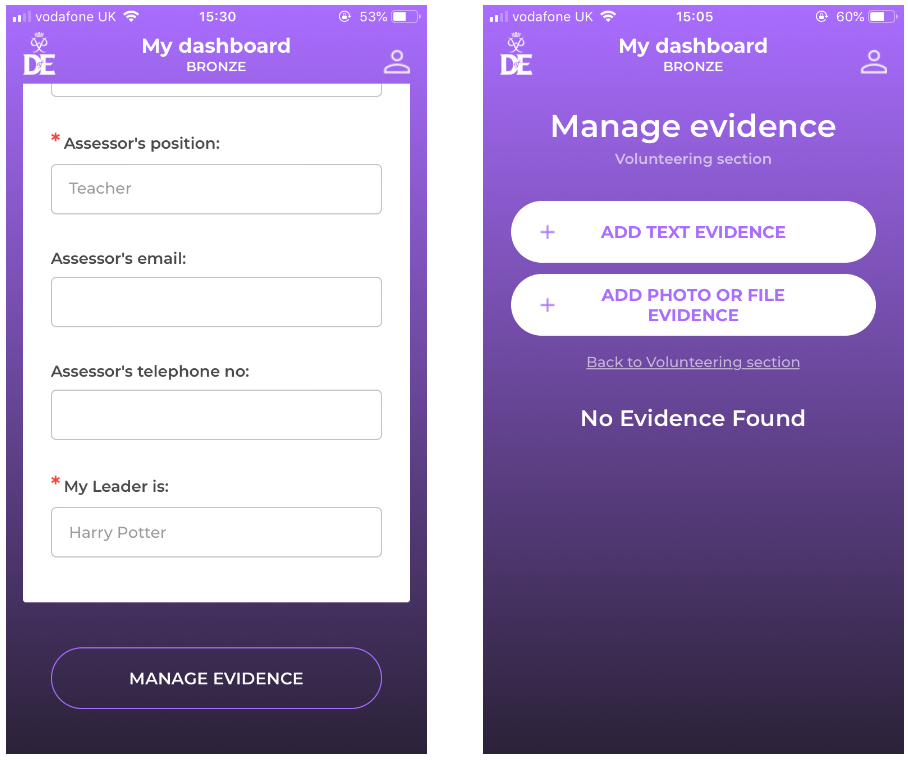 vodafone UK 15:30 53%
My dashboard
BRONZE
DE
* Assessor's position:
Teacher
Assessor's email:
Assessor's telephone no:
* My Leader is:
Harry Potter
MANAGE EVIDENCE
vodafone UK 15:05 60%
My dashboard
BRONZE
DE
Manage evidence
Volunteering section
+ ADD TEXT EVIDENCE
+ ADD PHOTO OR FILE
EVIDENCE
Back to Volunteering section
No Evidence Found